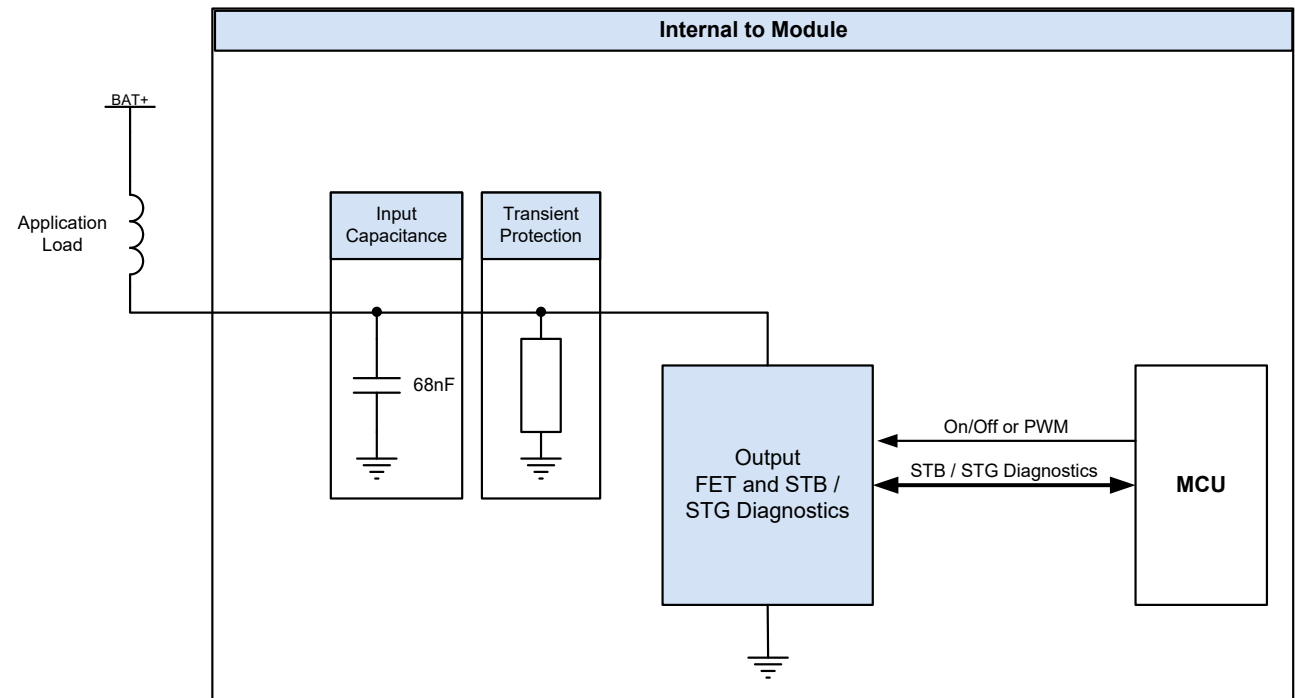 Internal to Module
BAT+
Application
Load
Input
Capacitance
Transient
Protection
68nF
Output
FET and STB /
STG Diagnostics
On/Off or PWM
STB / STG Diagnostics
MCU